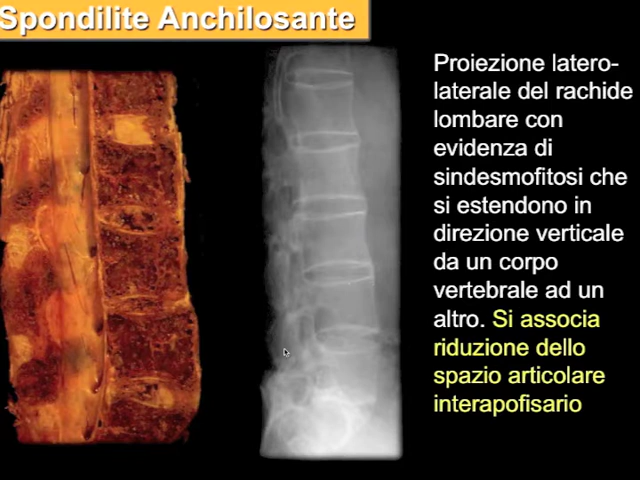 Spondilite Anchilosante
Proiezione latero-
laterale del rachide
lombare con
evidenza di
sindesmofitosi che
si estendono in
direzione verticale
da un corpo
vertebrale ad un
altro. Si associa
riduzione dello
spazio articolare
interapofisario